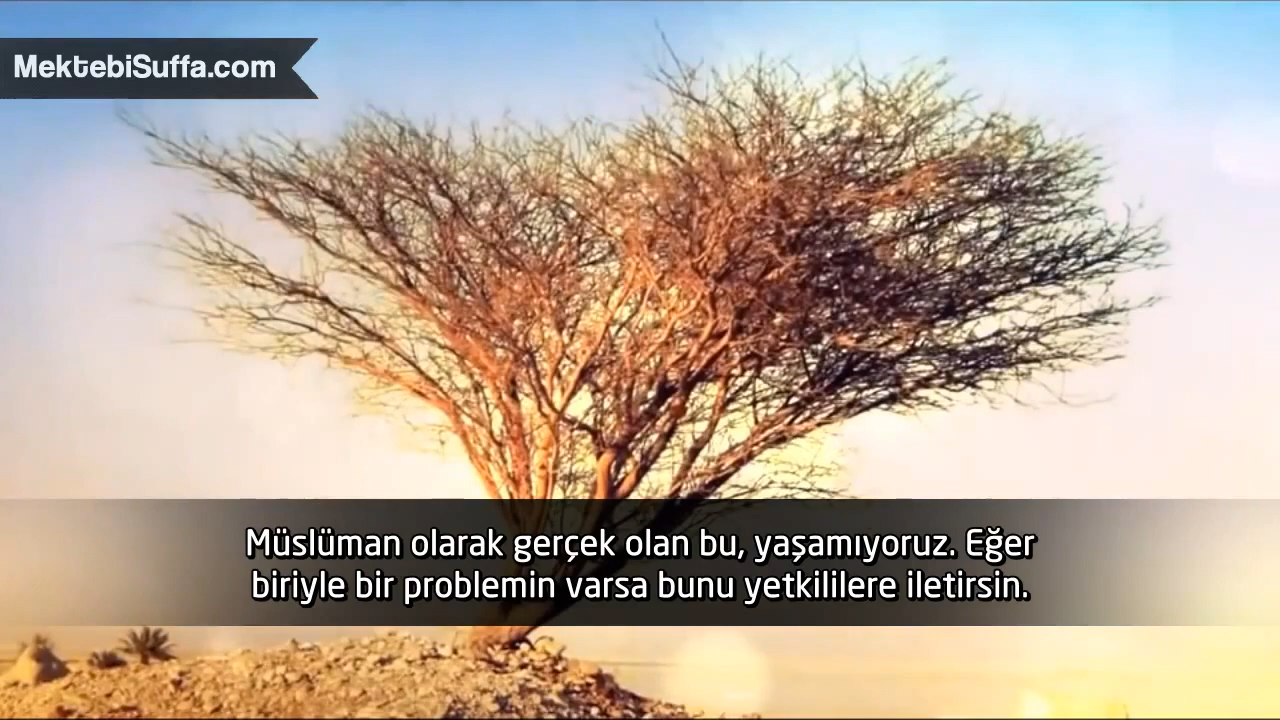 MektebiSuffa.com
Müslüman olarak gerçek olan bu, yaşamıyoruz. Eğer
biriyle bir problemin varsa bunu yetkililere iletirsin.